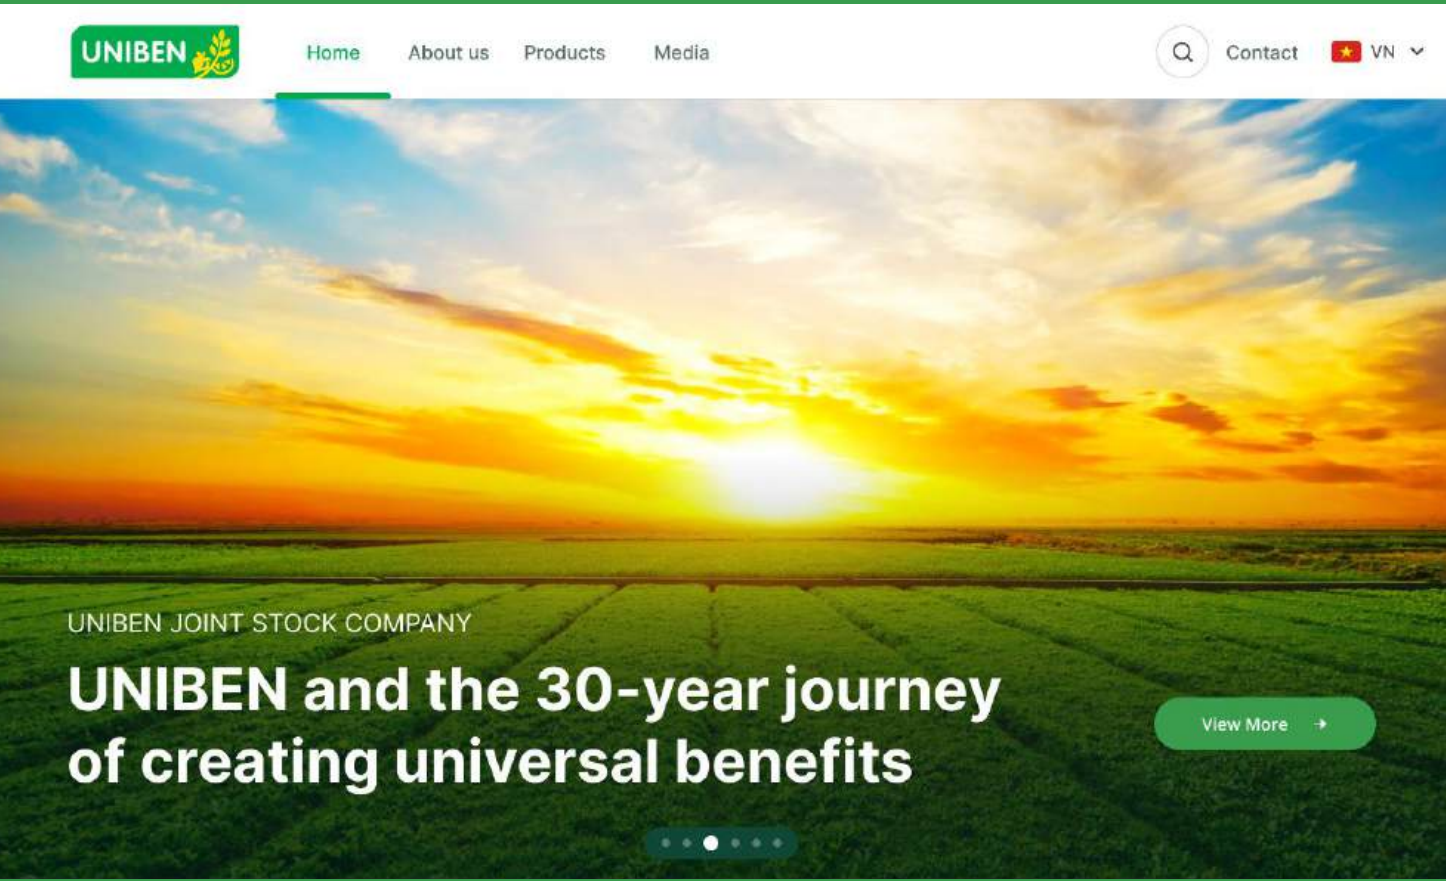 UNIBEN
Home
About us
Products
Media
Contact
VN
UNIBEN JOINT STOCK COMPANY
UNIBEN and the 30-year journey
of creating universal benefits
View More